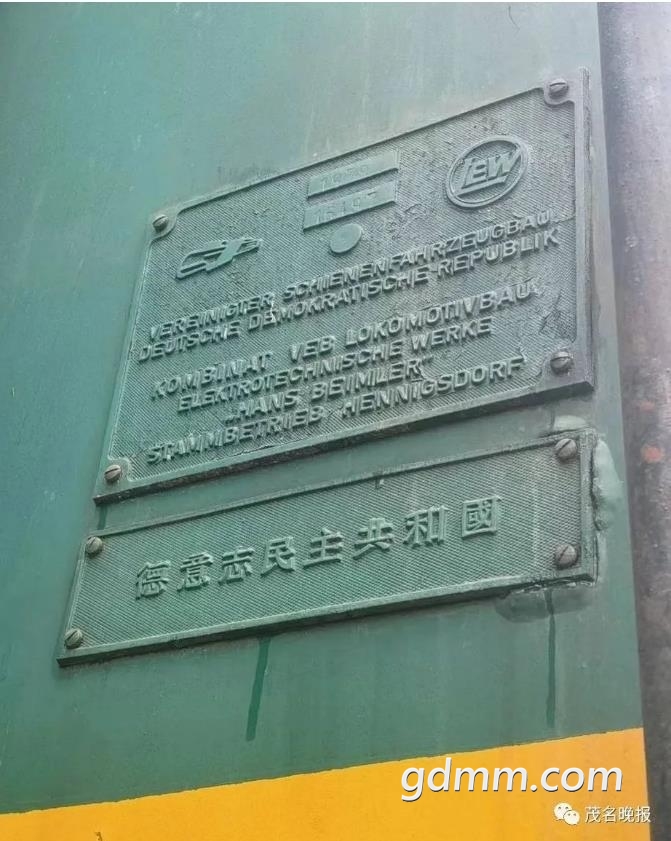 LEW
VEREINIGTER SCHIENENFAHRZEUGBAU
DEUTSCHE DEMOKRATISCHE REPUBLIK
KOMBINAT VEB LOKOMOTIVBAU
ELEKTROTECHNISCHE WERKE
„HANS BEIMLER“
STAMMBETRIEB HENNIGSDORF
德意志民主共和國
gdmm.com
茂名晚报